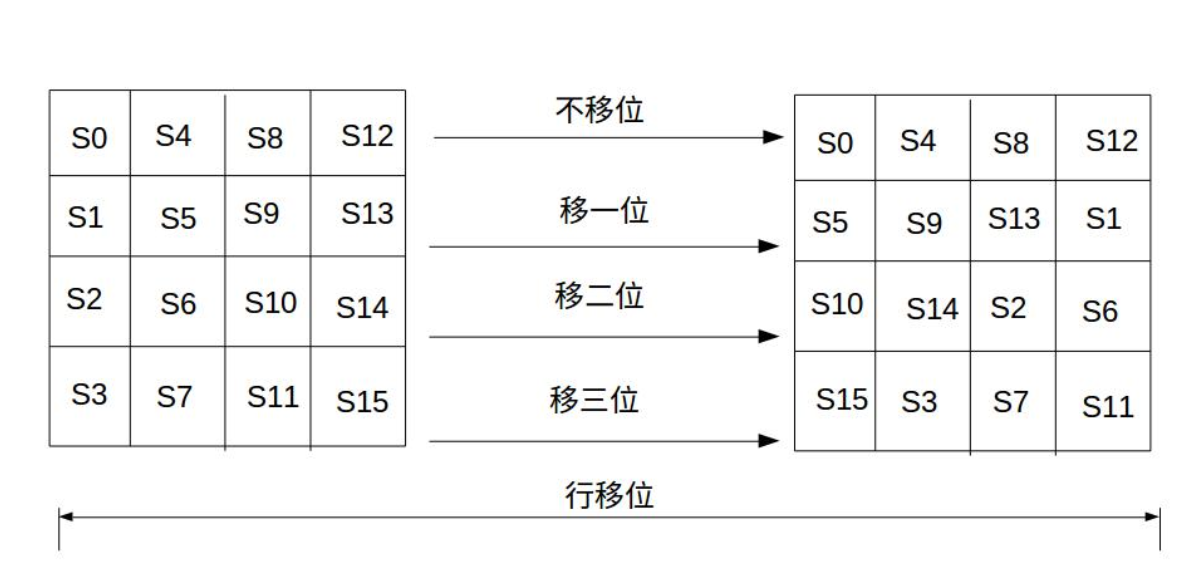 S0 S4 S8 S12
不移位
S0 S4 S8 S12
S1 S5 S9 S13
移一位
S5 S9 S13 S1
S2 S6 S10 S14
移二位
S10 S14 S2 S6
S3 S7 S11 S15
移三位
S15 S3 S7 S11
行移位